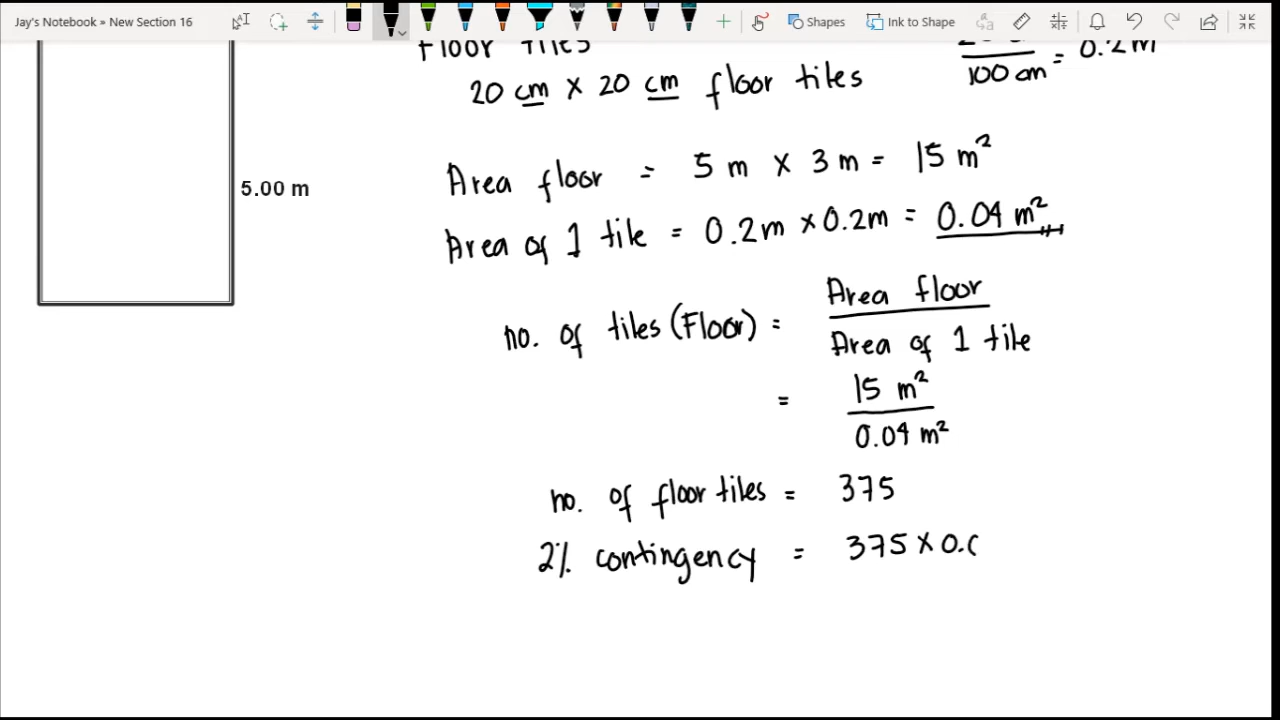 Jay's Notebook » New Section 16
Shapes
Ink to Shape
Floor tiles
100 cm = 0.2 m
20 cm x 20 cm floor tiles
Area floor = 5 m x 3 m = 15 m²
5.00 m
Area of 1 tile = 0.2m x 0.2m = 0.04 m²
no. of tiles (Floor) = Area floor
Area of 1 tile
= 15 m²
0.04 m²
no. of floor tiles = 375
2% contingency = 375 x 0.0